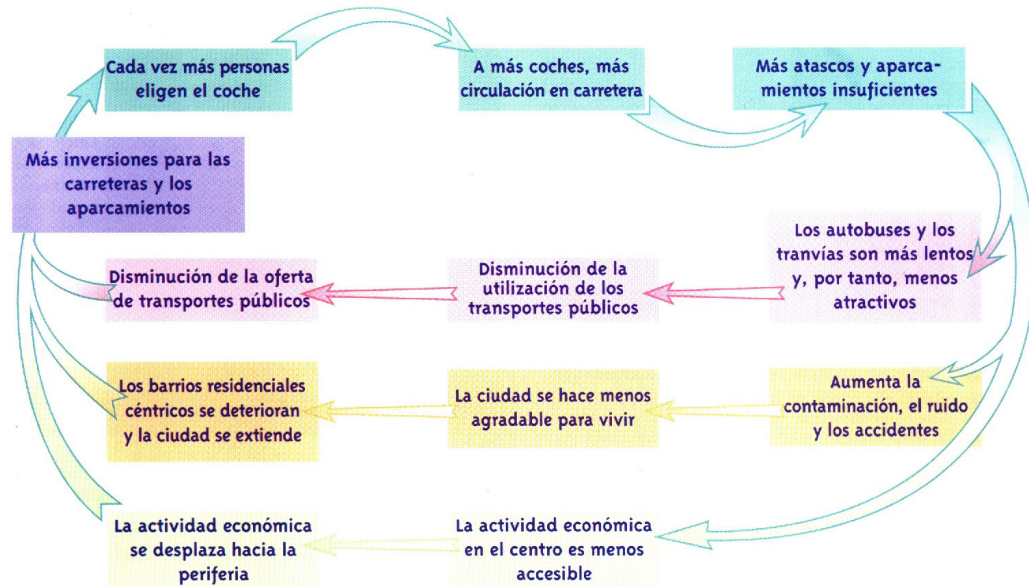 Cada vez más personas
eligen el coche
A más coches, más
circulación en carretera
Más atascos y aparca-
mientos insuficientes
Más inversiones para las
carreteras y los
aparcamientos
Los autobuses y los
tranvías son más lentos
y, por tanto, menos
atractivos
Disminución de la
utilización de los
transportes públicos
Disminución de la oferta
de transportes públicos
Aumenta la
contaminación, el ruido
y los accidentes
La ciudad se hace menos
agradable para vivir
Los barrios residenciales
céntricos se deterioran
y la ciudad se extiende
La actividad económica
en el centro es menos
accesible
La actividad económica
se desplaza hacia la
periferia